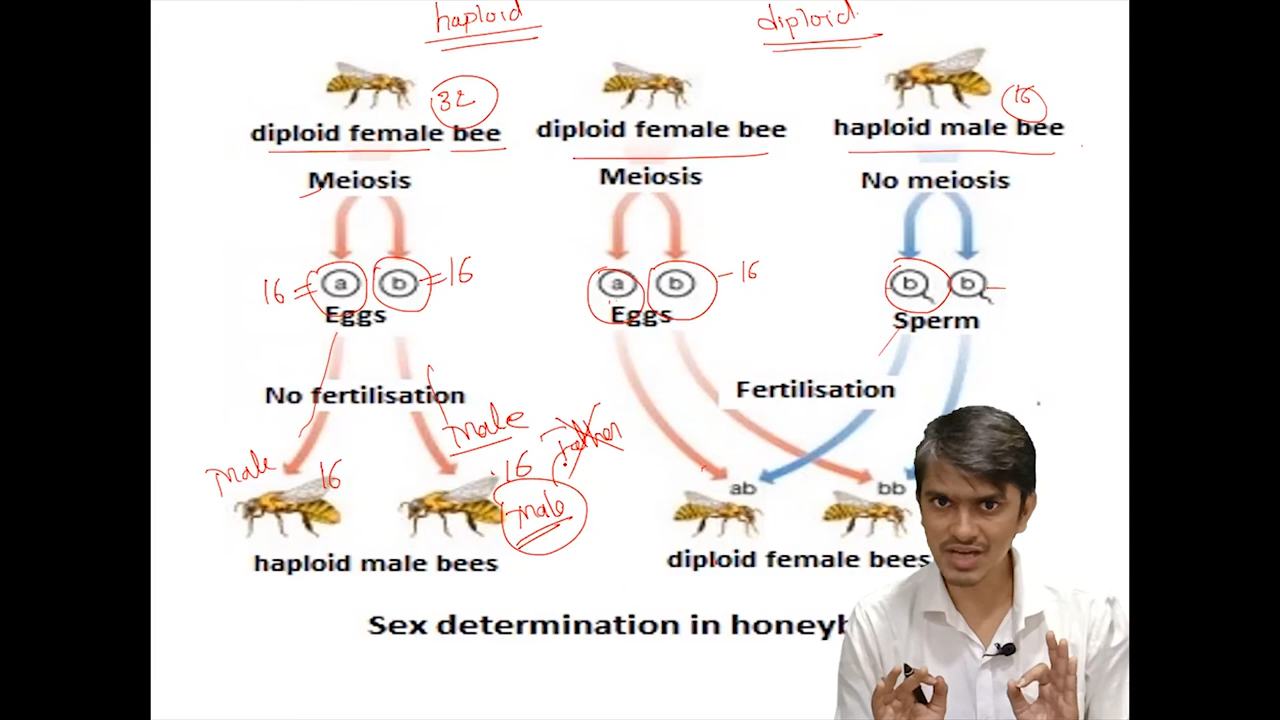 haploid
diploid
32
16
diploid female bee
diploid female bee
haploid male bee
Meiosis
Meiosis
No meiosis
16 = a
b = 16
a
b - 16
b
b
Eggs
Eggs
Sperm
No fertilisation
Fertilisation
male
Father
male 16
16
male
ab
bb
haploid male bees
diploid female bees
Sex determination in honeyb